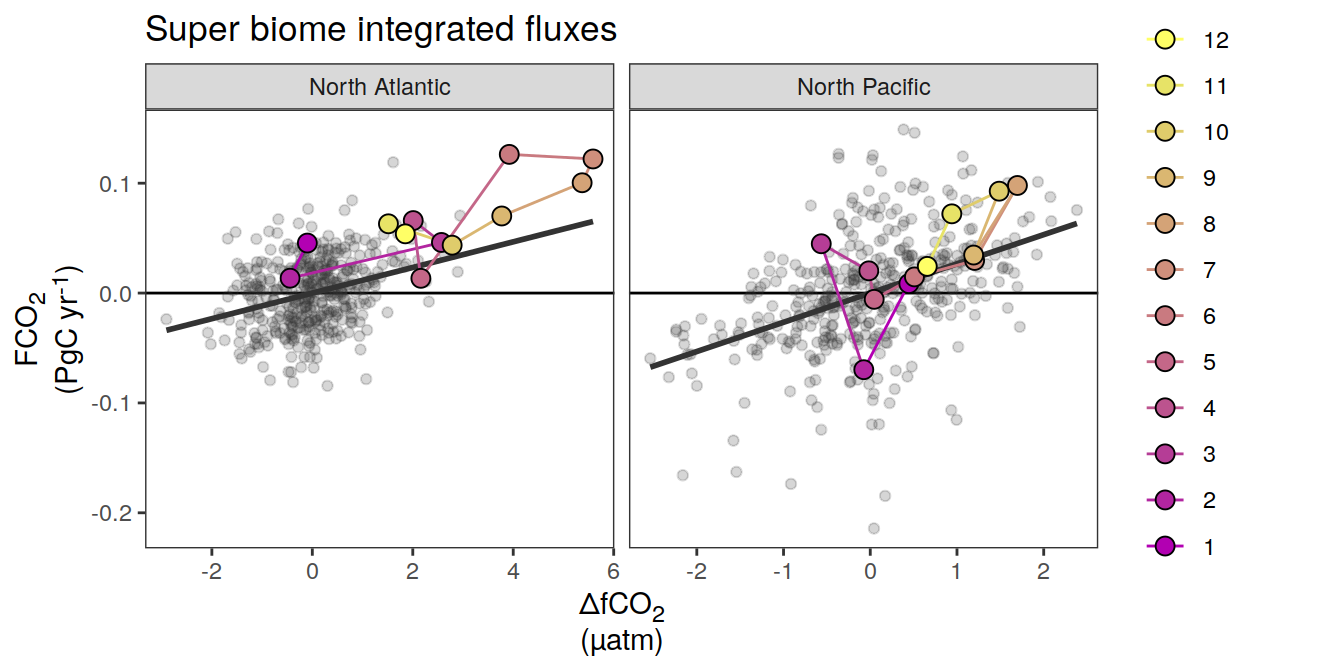 Super biome integrated fluxes
North Atlantic
North Pacific
FCO₂
(PgC yr⁻¹)
0.1
0.0
-0.1
-0.2
-2 0 2 4 6
-2 -1 0 1 2
ΔfCO₂
(µatm)
12
11
10
9
8
7
6
5
4
3
2
1